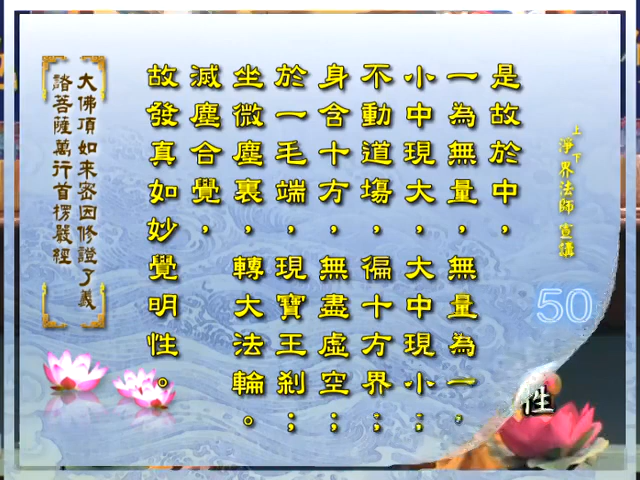 上淨下界法師 宣講
50
是故於中，
一為無量，無量為一，
小中現大，大中現小；
不動道場，徧十方界；
身含十方，無盡虛空；
於一毛端，現寶王剎；
坐微塵裏，轉大法輪。
滅塵合覺，
故發真如妙覺明性。
大佛頂如來密因修證了義
諸菩薩萬行首楞嚴經
性